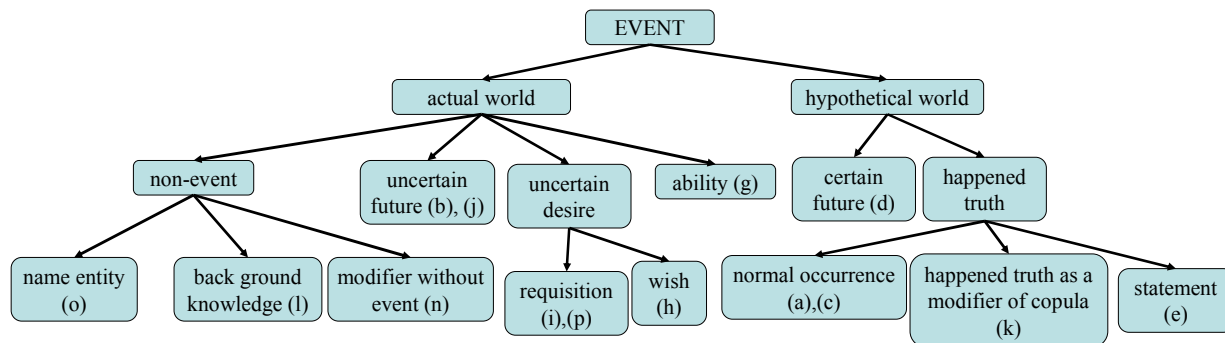 EVENT
actual world
hypothetical world
non-event
uncertain
future (b), (j)
uncertain
desire
ability (g)
certain
future (d)
happened
truth
name entity
(o)
back ground
knowledge (l)
modifier without
event (n)
requisition
(i),(p)
wish
(h)
normal occurrence
(a),(c)
happened truth as a
modifier of copula
(k)
statement
(e)